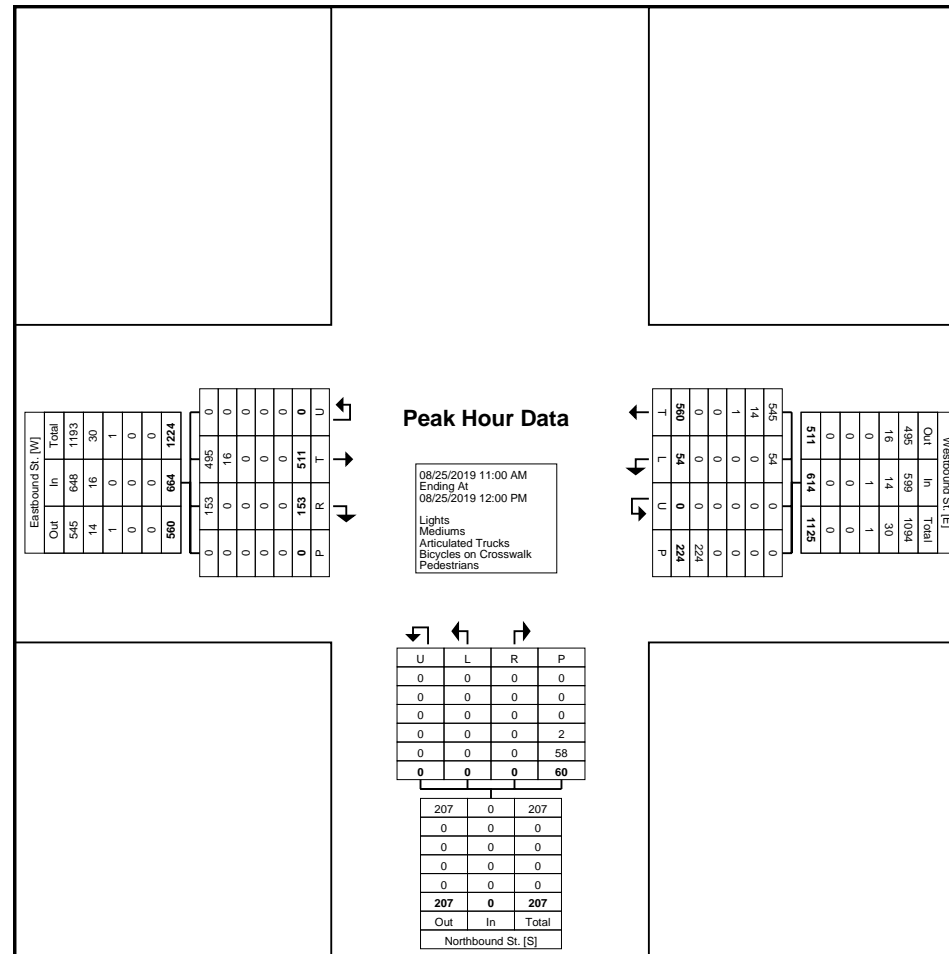 Peak Hour Data
08/25/2019 11:00 AM
Ending At
08/25/2019 12:00 PM
Lights
Mediums
Articulated Trucks
Bicycles on Crosswalk
Pedestrians
Eastbound St. [W]
Out In Total
545 648 1193
14 16 30
1 0 1
0 0 0
0 0 0
560 664 1224
0 153 495 0
0 0 16 0
0 0 0 0
0 0 0 0
0 0 0 0
0 153 511 0
P R T U
Westbound St. [E]
Out In Total
495 599 1094
16 14 30
0 1 1
0 0 0
0 0 0
511 614 1125
545 54 0 0
14 0 0 0
1 0 0 0
0 0 0 0
0 0 0 224
560 54 0 224
T L U P
U L R P
0 0 0 0
0 0 0 0
0 0 0 0
0 0 0 2
0 0 0 58
0 0 0 60
207 0 207
0 0 0
0 0 0
0 0 0
0 0 0
207 0 207
Out In Total
Northbound St. [S]